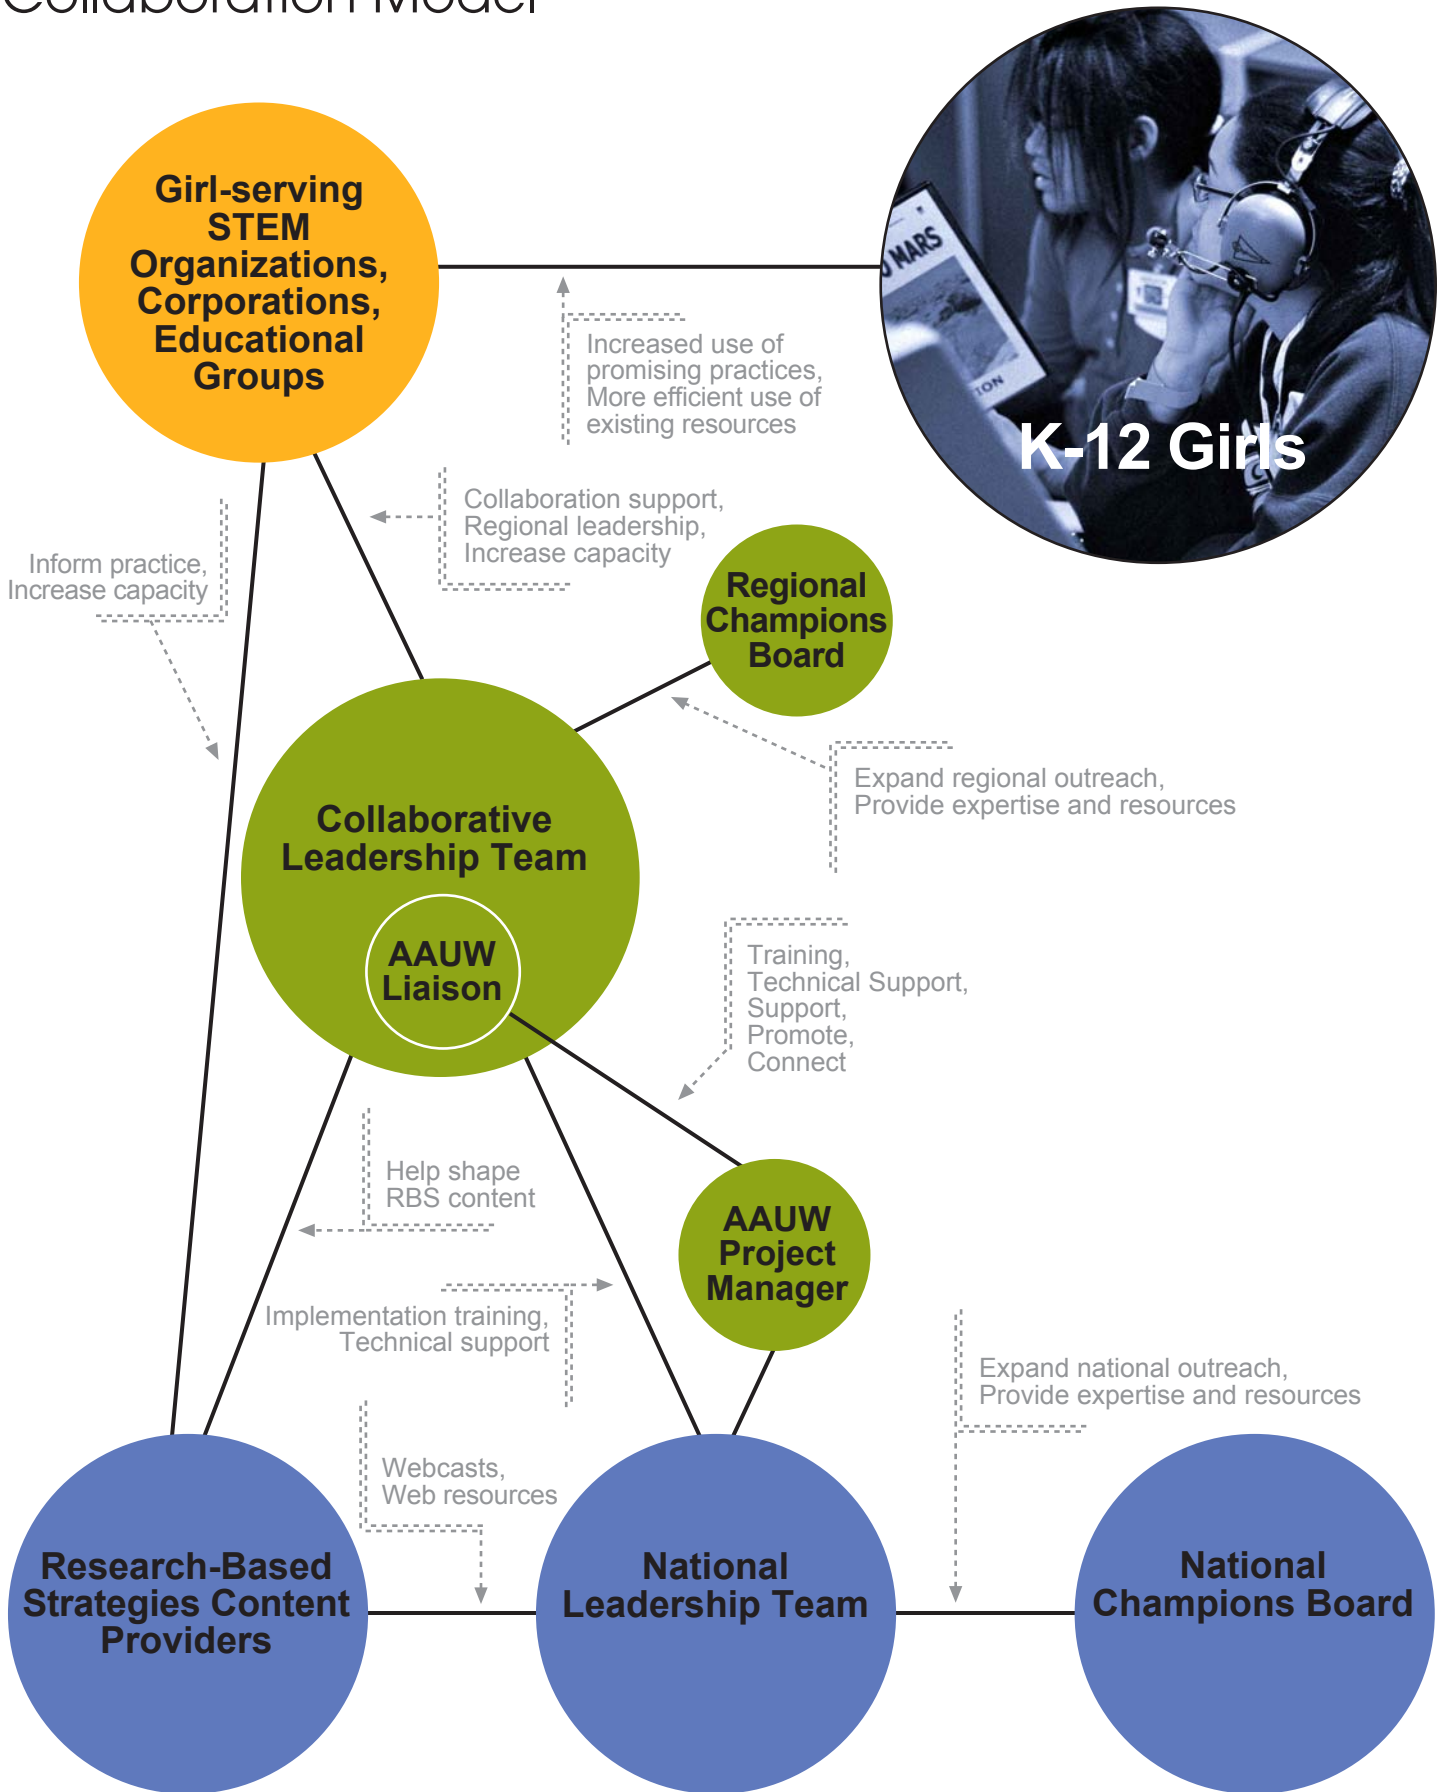 Collaboration Model
Girl-serving
STEM
Organizations,
Corporations,
Educational
Groups
MARS
K-12 Girls
Increased use of
promising practices,
More efficient use of
existing resources
Collaboration support,
Regional leadership,
Increase capacity
Inform practice,
Increase capacity
Regional
Champions
Board
Expand regional outreach,
Provide expertise and resources
Collaborative
Leadership Team
AAUW
Liaison
Training,
Technical Support,
Support,
Promote,
Connect
Help shape
RBS content
AAUW
Project
Manager
Implementation training,
Technical support
Expand national outreach,
Provide expertise and resources
Webcasts,
Web resources
Research-Based
Strategies Content
Providers
National
Leadership Team
National
Champions Board